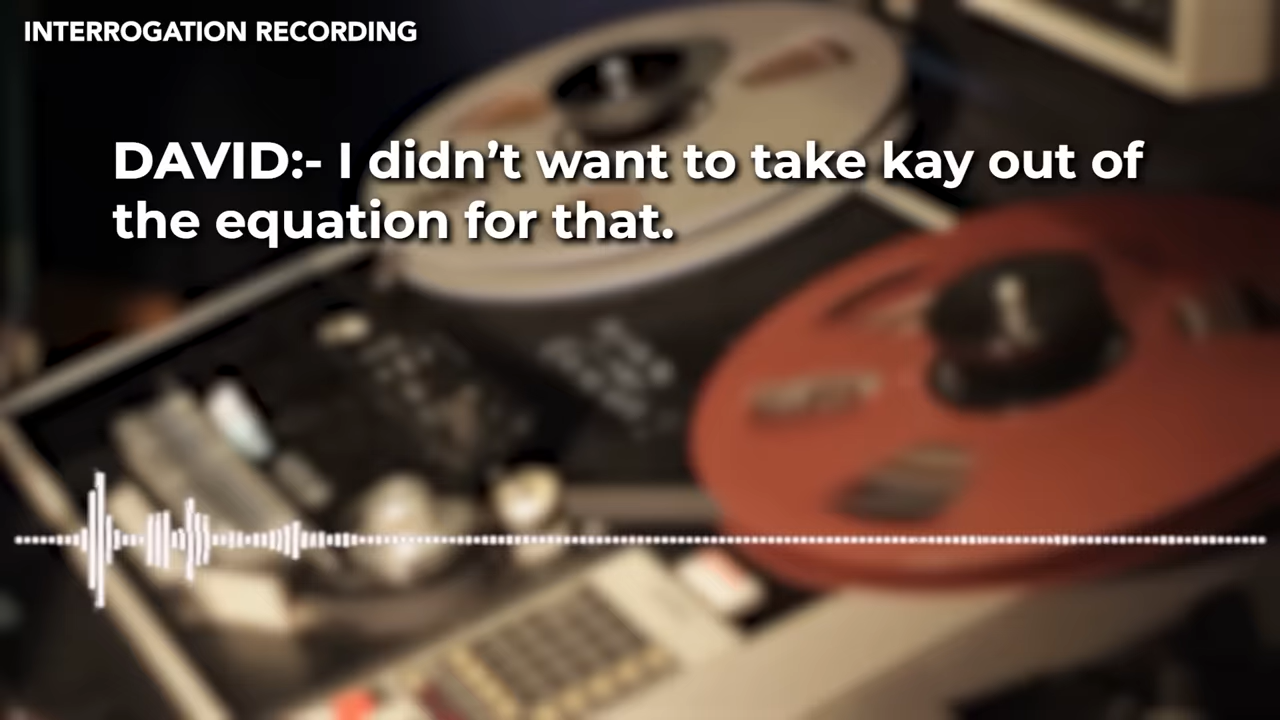 INTERROGATION RECORDING
DAVID:- I didn’t want to take kay out of
the equation for that.